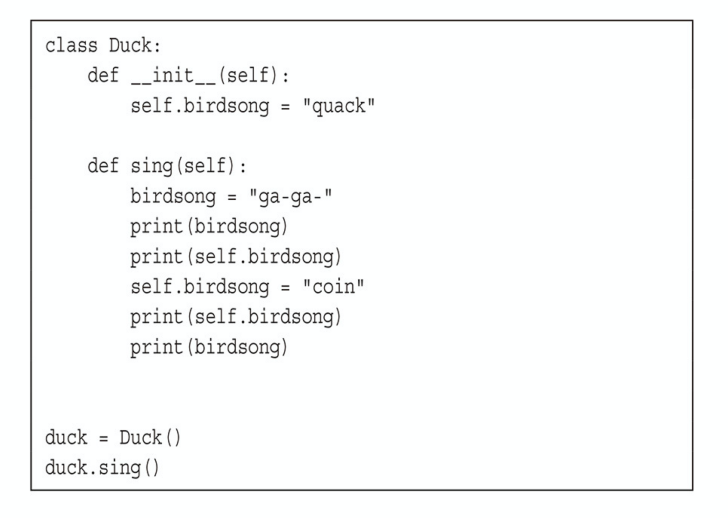 class Duck:
    def __init__(self):
        self.birdsong = "quack"

    def sing(self):
        birdsong = "ga-ga-"
        print(birdsong)
        print(self.birdsong)
        self.birdsong = "coin"
        print(self.birdsong)
        print(birdsong)


duck = Duck()
duck.sing()